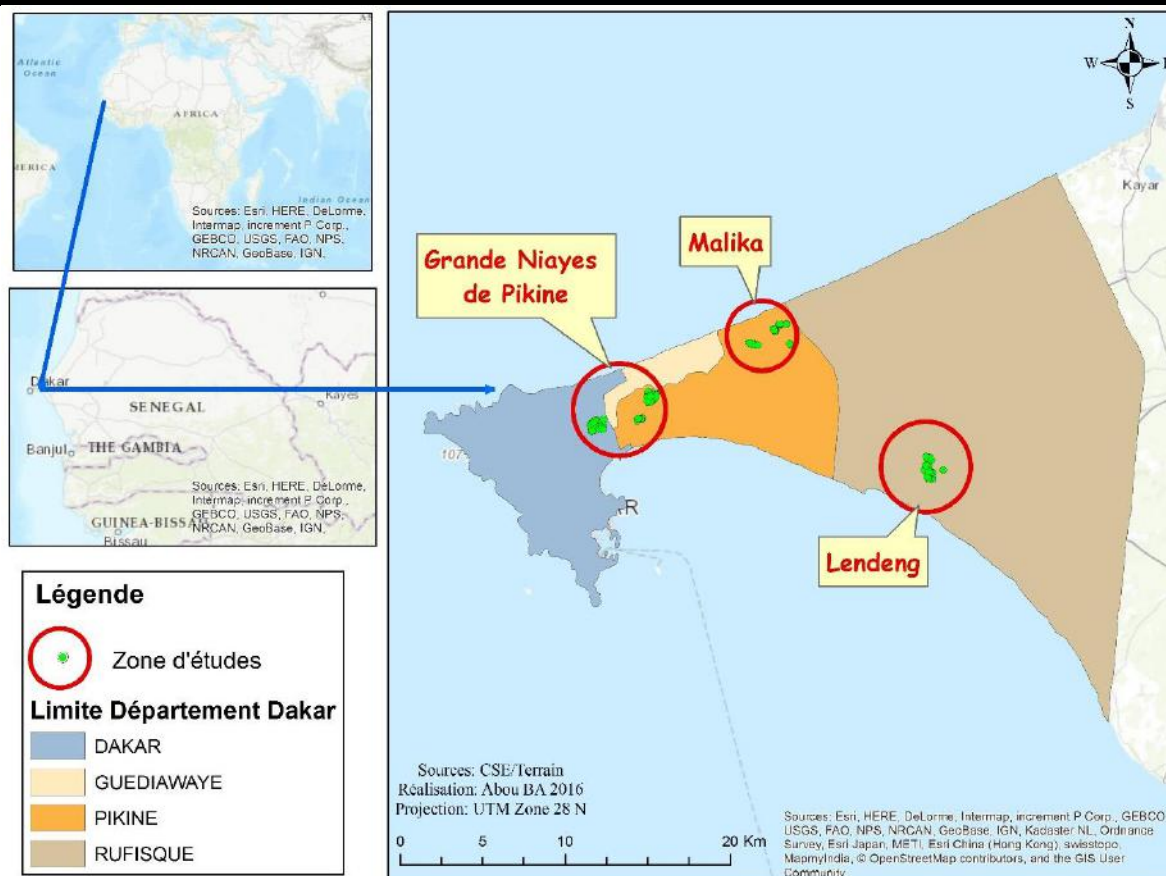 Atlantic
Ocean
AFRICA
MERICA
Indian Ocean
Sources: Esri, HERE, DeLorme,
Intermap, increment P Corp.,
GEBCO, USGS, FAO, NPS,
NRCAN, GeoBase, IGN,
Dakar
SENEGAL
Kayes
Banjul
THE GAMBIA
Sources: Esri, HERE, DeLorme,
Intermap, increment P Corp.,
GEBCO, USGS, FAO, NPS,
NRCAN, GeoBase, IGN,
GUINEA-BISSAU
Bissau
Légende
Zone d'études
Limite Département Dakar
DAKAR
GUEDIAWAYE
PIKINE
RUFISQUE
N
W
E
S
Kayar
Malika
Grande Niayes
de Pikine
107
AR
Lendeng
Sources: CSE/Terrain
Réalisation: Abou BA 2016
Projection: UTM Zone 28 N
0 5 10 20 Km
Sources: Esri, HERE, DeLorme, Intermap, increment P Corp., GEBCO,
USGS, FAO, NPS, NRCAN, GeoBase, IGN, Kadaster NL, Ordnance
Survey, Esri Japan, METI, Esri China (Hong Kong), swisstopo,
MapmyIndia, © OpenStreetMap contributors, and the GIS User
Community